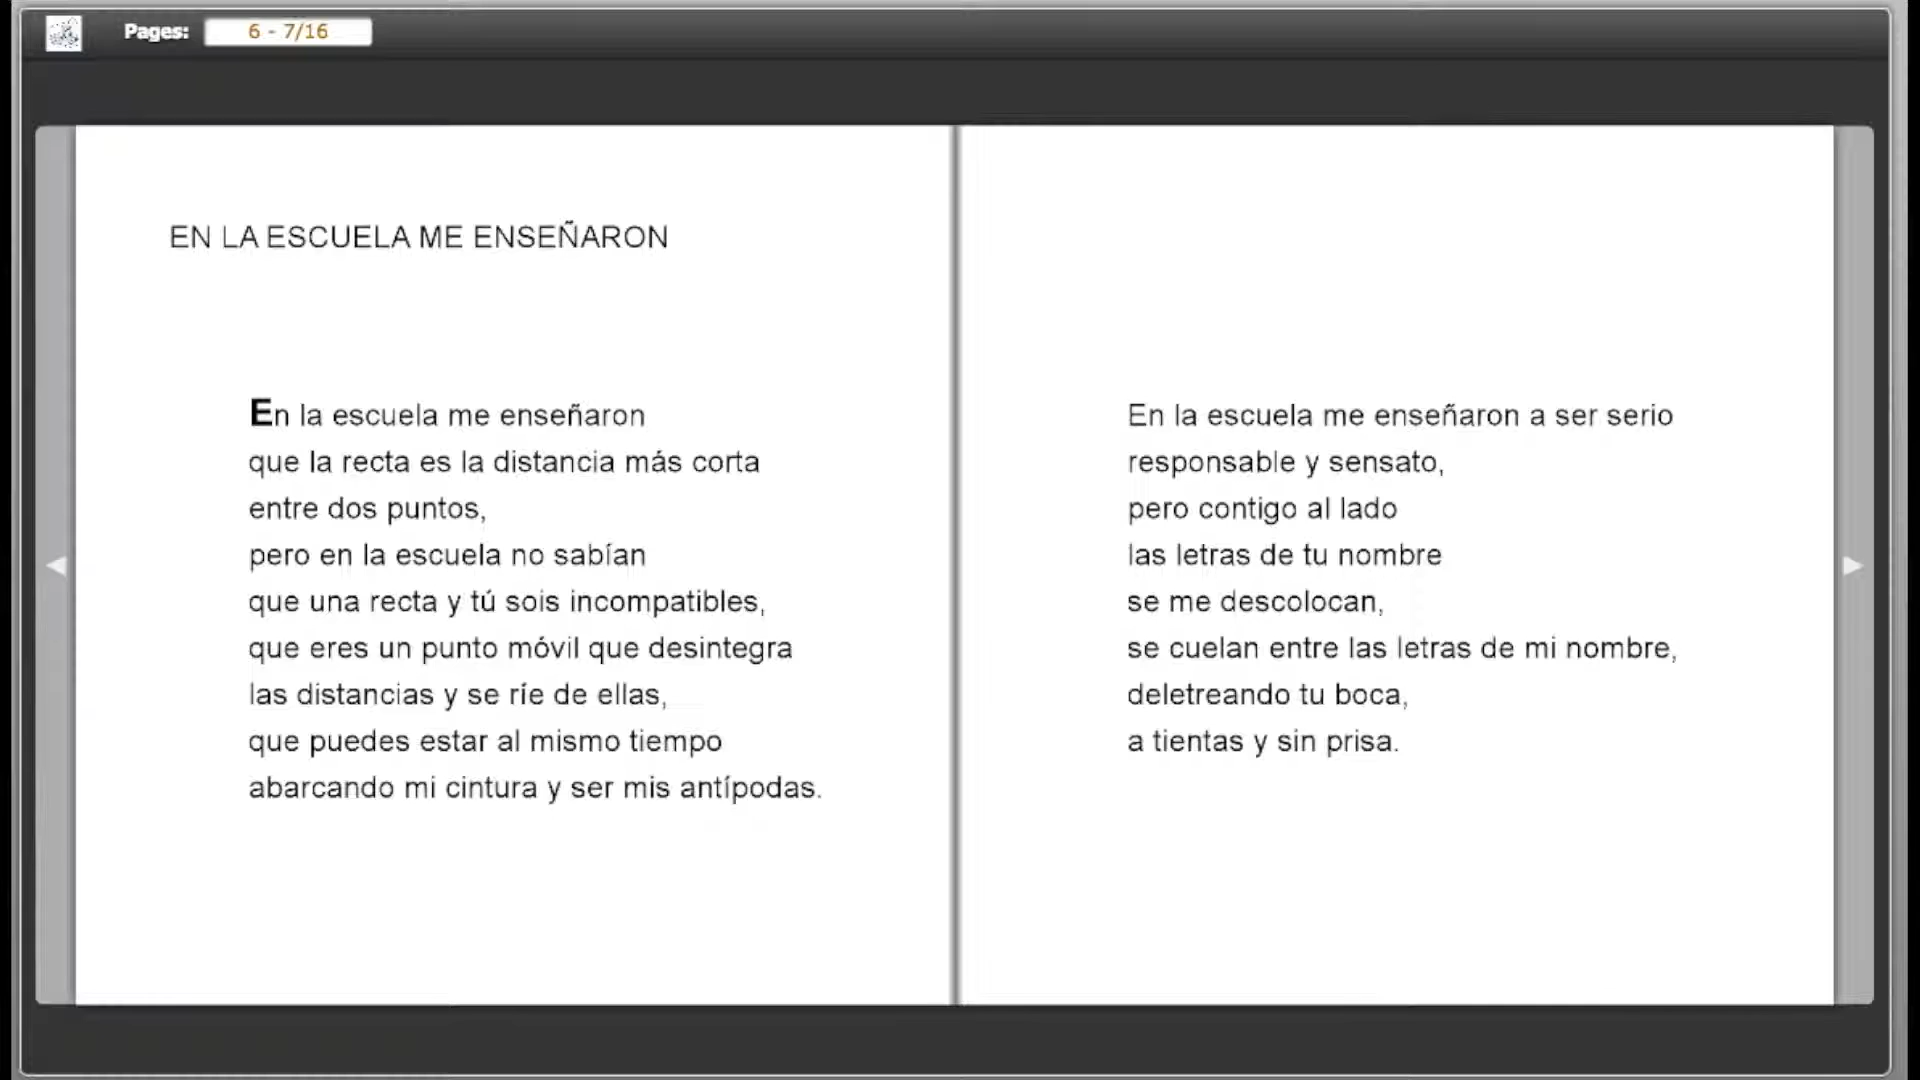 Pages: 6 - 7/16
EN LA ESCUELA ME ENSEÑARON
En la escuela me enseñaron
que la recta es la distancia más corta
entre dos puntos,
pero en la escuela no sabían
que una recta y tú sois incompatibles,
que eres un punto móvil que desintegra
las distancias y se ríe de ellas,
que puedes estar al mismo tiempo
abarcando mi cintura y ser mis antípodas.
En la escuela me enseñaron a ser serio
responsable y sensato,
pero contigo al lado
las letras de tu nombre
se me descolocan,
se cuelan entre las letras de mi nombre,
deletreando tu boca,
a tientas y sin prisa.